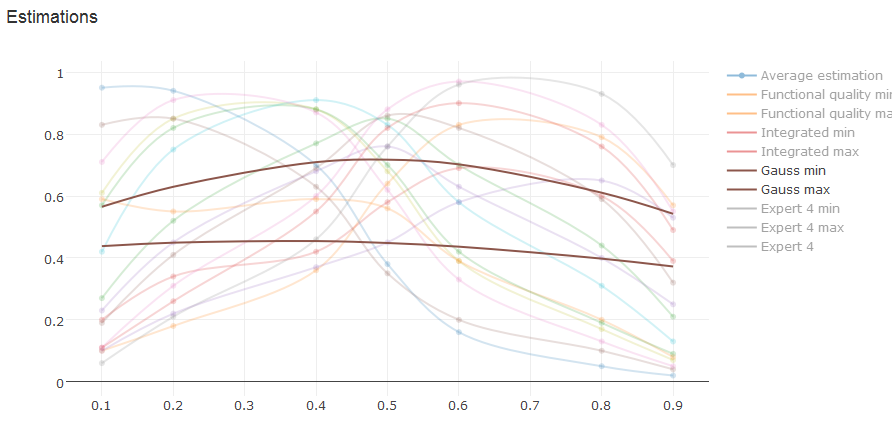 Estimations
1
0.8
0.6
0.4
0.2
0
0.1 0.2 0.3 0.4 0.5 0.6 0.7 0.8 0.9
Average estimation
Functional quality min
Functional quality ma
Integrated min
Integrated max
Gauss min
Gauss max
Expert 4 min
Expert 4 max
Expert 4